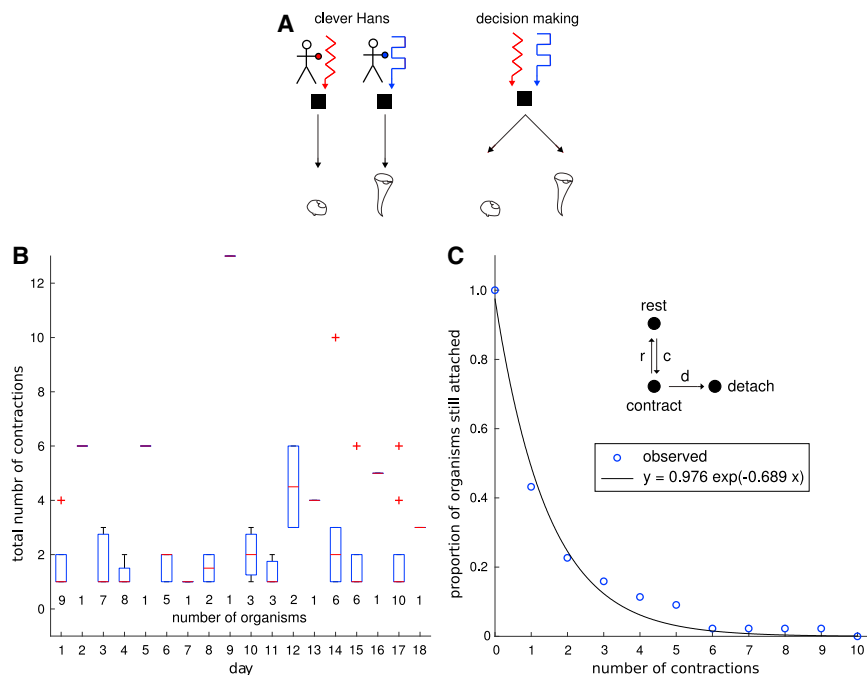 A
clever Hans
decision making
B
total numbr of contractions
12
10
8
6
4
2
0
9 1 7 8 1 5 1 2 1 3 3 2 1 6 6 1 10 1
number of organisms
1 2 3 4 5 6 7 8 9 10 11 12 13 14 15 16 17 18
day
C
proportion of organisms still attached
1.0
0.8
0.6
0.4
0.2
0
rest
r c
d
detach
contract
observed
y = 0.976 exp(-0.689 x)
0 1 2 3 4 5 6 7 8 9 10
number of contractions